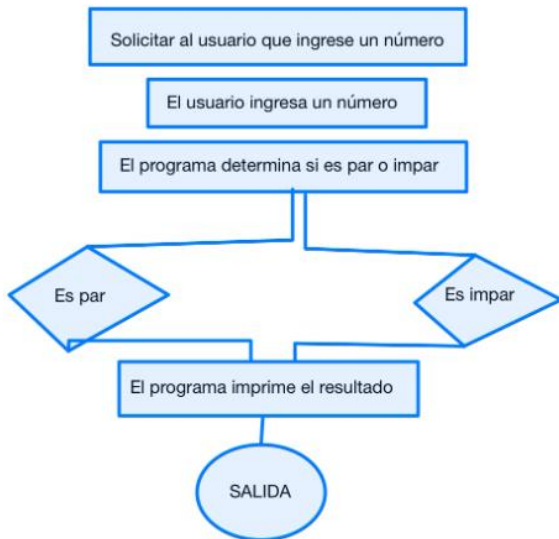 Solicitar al usuario que ingrese un número
El usuario ingresa un número
El programa determina si es par o impar
Es par
Es impar
El programa imprime el resultado
SALIDA